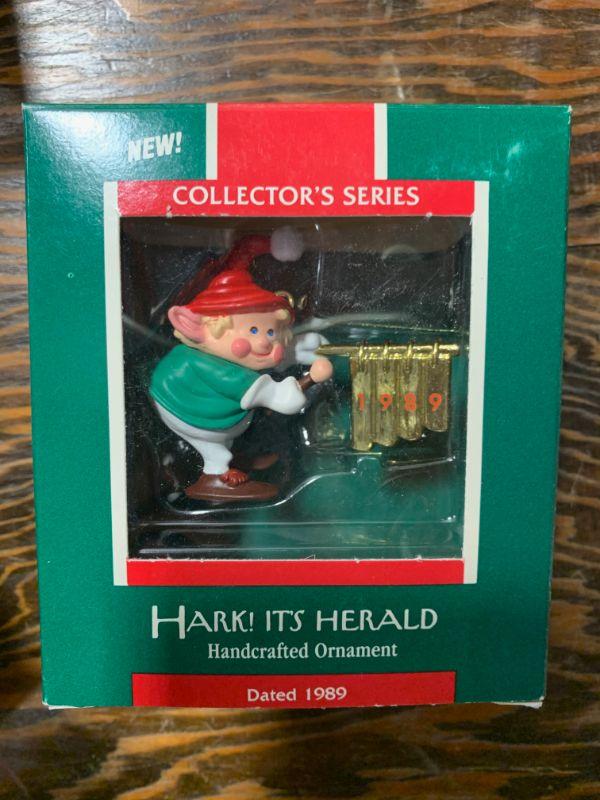 NEW!
COLLECTOR'S SERIES
1989
HARK! IT'S HERALD
Handcrafted Ornament
Dated 1989